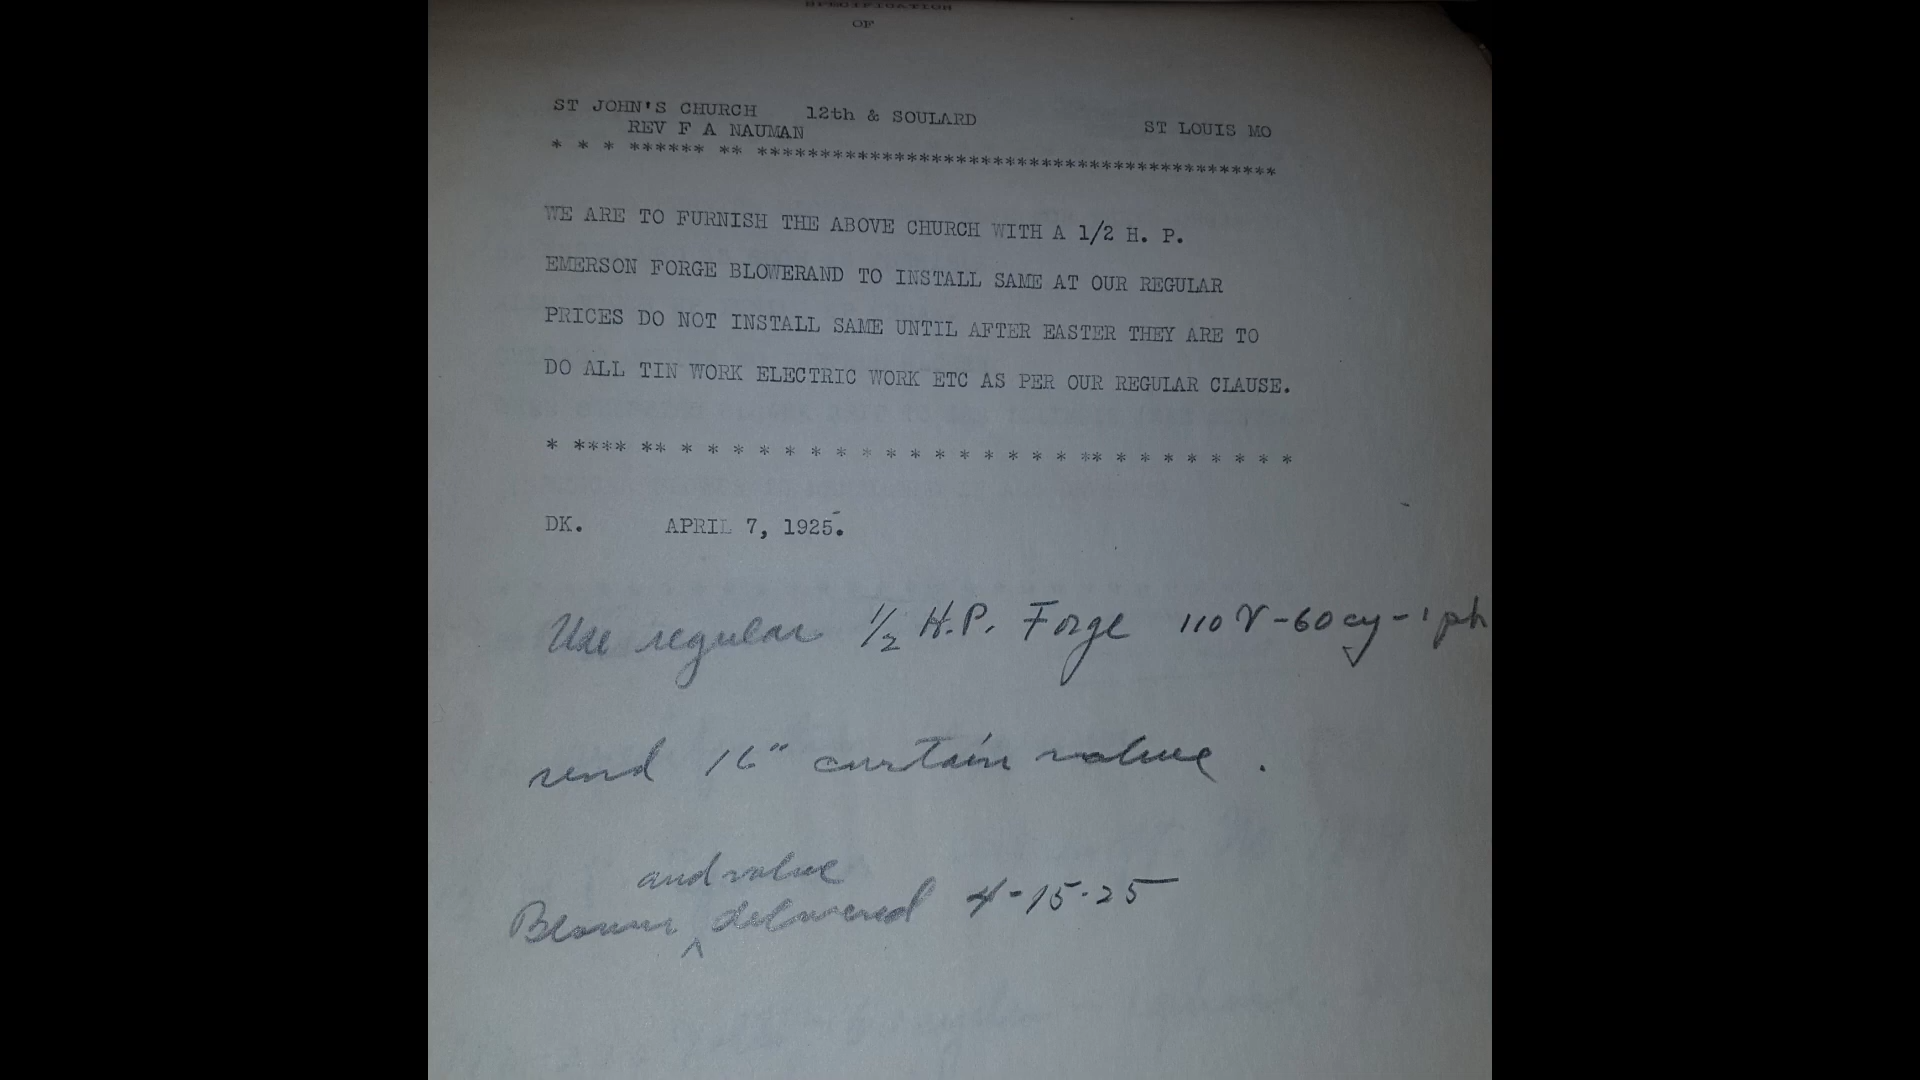 SPECIFICATION
OF
ST JOHN'S CHURCH 12th & SOULARD ST LOUIS MO
REV F A NAUMAN
* * * ****** ** *****************************************
WE ARE TO FURNISH THE ABOVE CHURCH WITH A 1/2 H. P.
EMERSON FORGE BLOWERAND TO INSTALL SAME AT OUR REGULAR
PRICES DO NOT INSTALL SAME UNTIL AFTER EASTER THEY ARE TO
DO ALL TIN WORK ELECTRIC WORK ETC AS PER OUR REGULAR CLAUSE.
* **** ** * * * * * * * * * * * * * * * * ** * * * * * * * *
DK. APRIL 7, 1925.
Use regular 1/2 H.P. Forge 110 V-60cy-1ph
send 16" curtain valve.
and valve
Blower ^ delivered 4-15-25